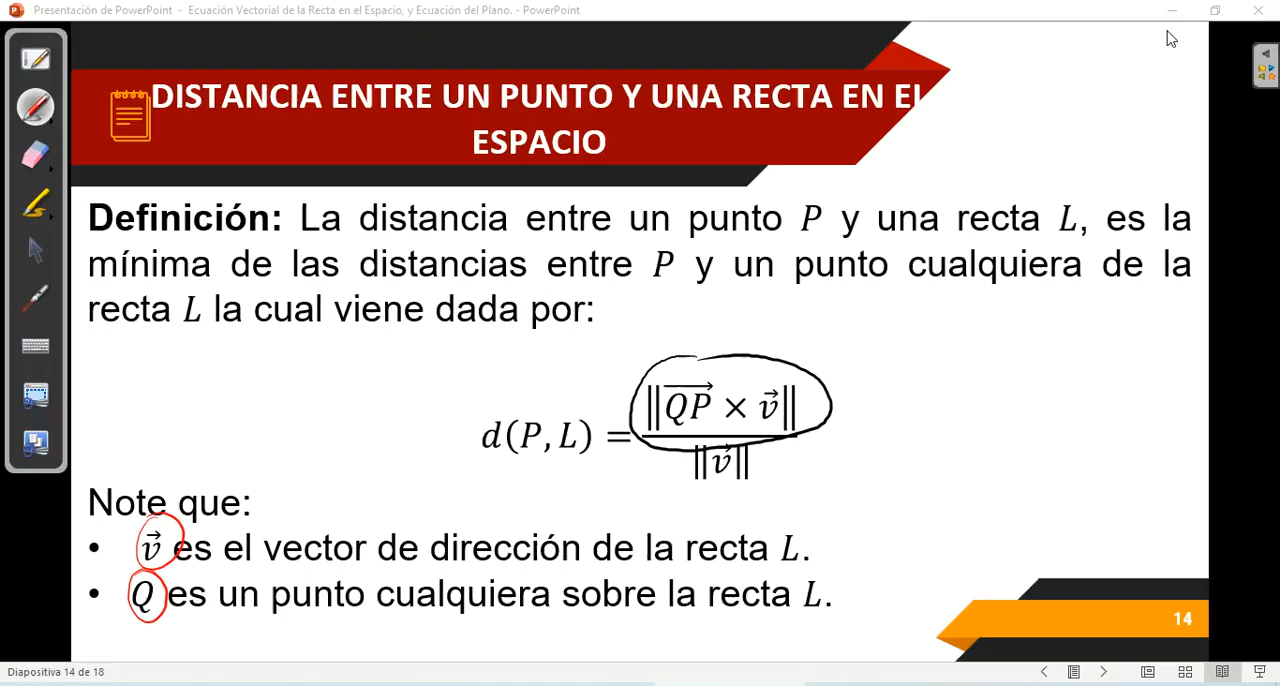 Presentación de PowerPoint - Ecuación Vectorial de la Recta en el Espacio, y Ecuación del Plano. - PowerPoint
DISTANCIA ENTRE UN PUNTO Y UNA RECTA EN EL
ESPACIO
Definición: La distancia entre un punto P y una recta L, es la
mínima de las distancias entre P y un punto cualquiera de la
recta L la cual viene dada por:
d(P, L) = ‖QP⃗ × v⃗‖ / ‖v⃗‖
Note que:
• v⃗ es el vector de dirección de la recta L.
• Q es un punto cualquiera sobre la recta L.
14
Diapositiva 14 de 18